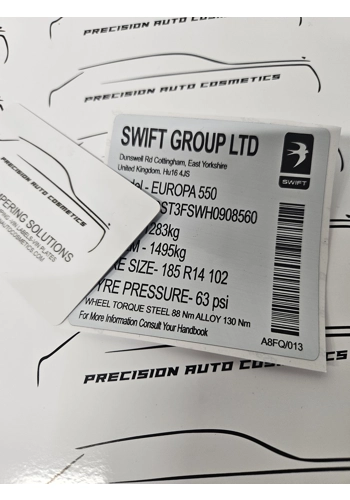 PRECISION AUTO COSMETICS
PRECISION AUTO COSMETICS
SWIFT GROUP LTD
Dunswell Rd Cottingham, East Yorkshire
United Kingdom. Hu16 4JS
SWIFT
- EUROPA 550
ST3FSWH0908560
283kg
- 1495kg
SIZE- 185 R14 102
TYRE PRESSURE- 63 psi
WHEEL TORQUE STEEL 88 Nm ALLOY 130 Nm
For More Information Consult Your Handbook
A8FQ/013
PRECISION AUTO COSMETICS
SOLUTIONS
PRECISION AUTO COSMETICS
PRECISION AUTO COSMETICS